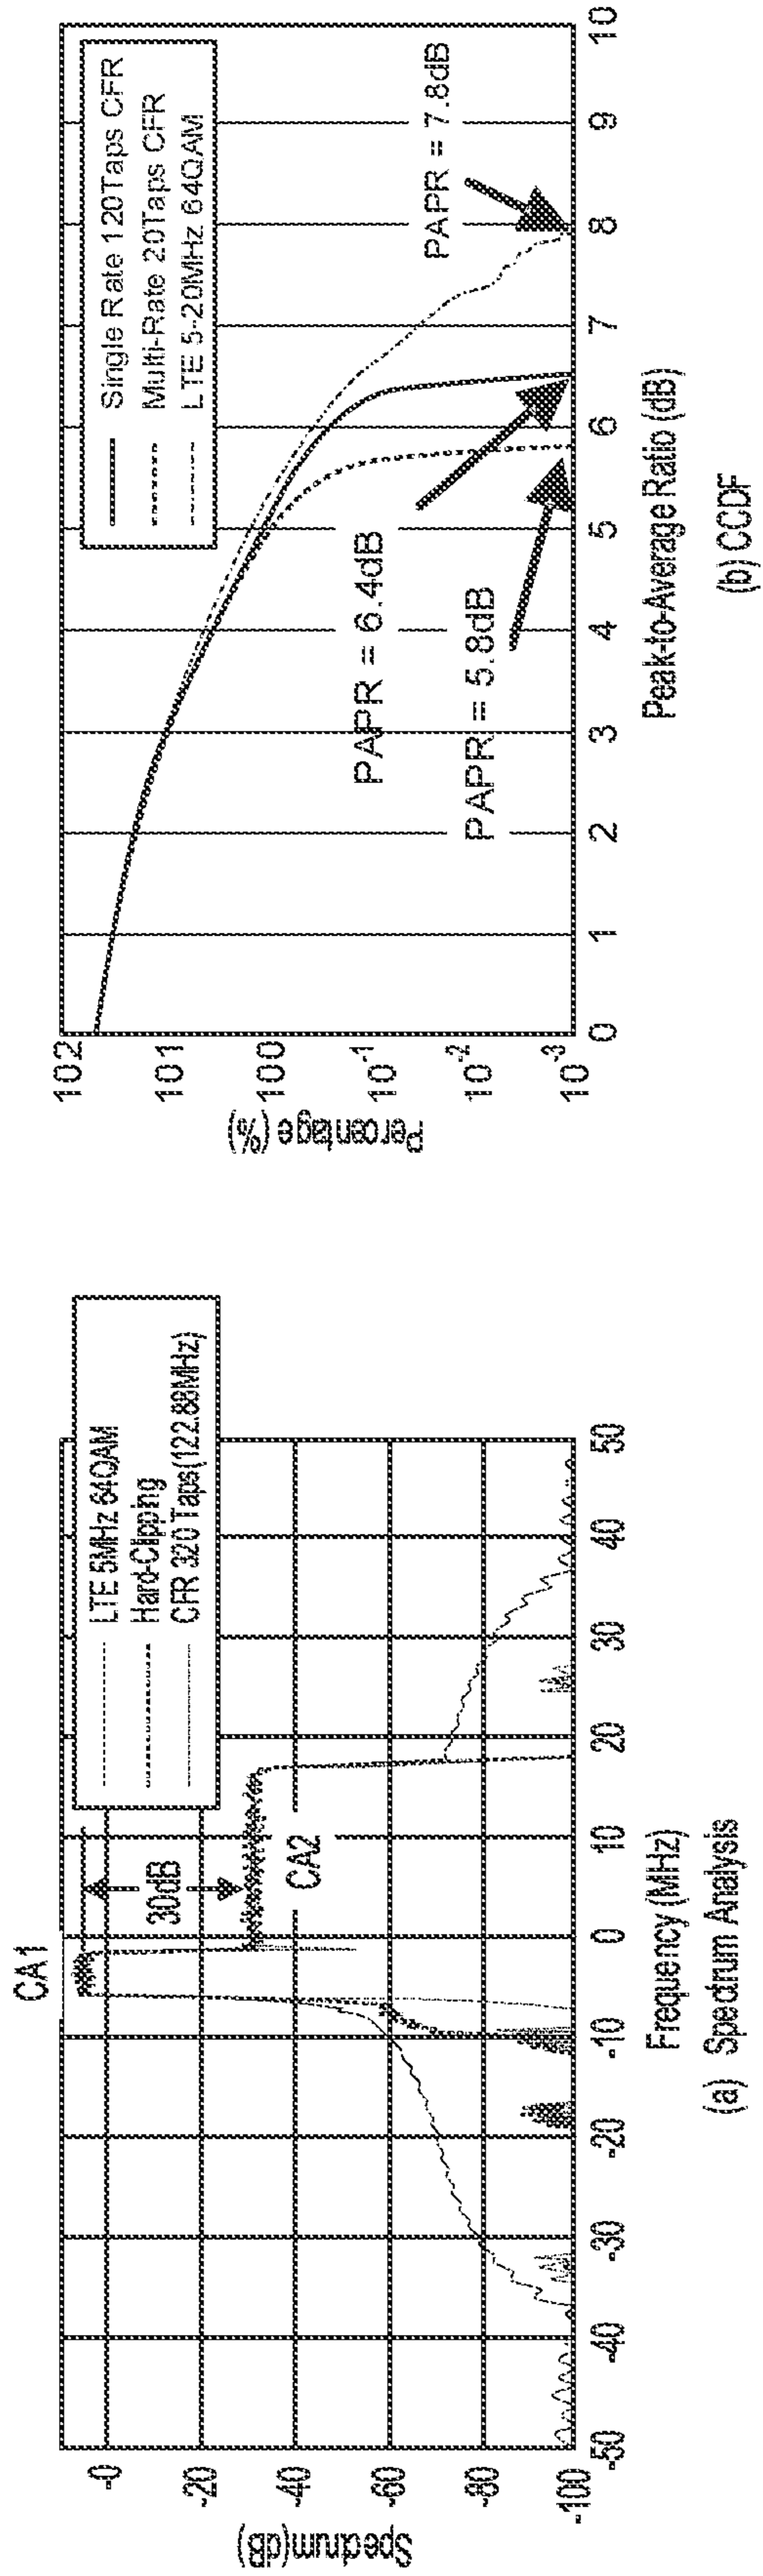 CA1
LTE 5MHz 64QAM
Hard-Clipping
CFR 320 Taps(122.88MHz)
30dB
CA2
Spectrum(dB)
-0
-20
-40
-60
-80
-100
-50
-40
-30
-20
-10
0
10
20
30
40
50
Frequency (MHz)
(a) Spectrum Analysis
Single Rate 120Taps CFR
Multi-Rate 20Taps CFR
LTE 5-20MHz 64QAM
PAPR = 7.8dB
PAPR = 6.4dB
PAPR = 5.8dB
Percentage (%)
102
101
100
10-1
10-2
10-3
0
1
2
3
4
5
6
7
8
9
10
Peak-to-Average Ratio (dB)
(b) CCDF